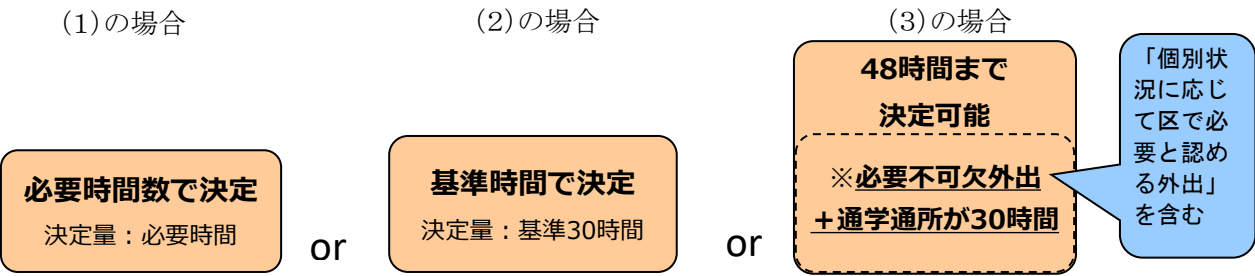 (1)の場合
必要時間数で決定
決定量：必要時間
or
(2)の場合
基準時間で決定
決定量：基準30時間
or
(3)の場合
48時間まで
決定可能
※必要不可欠外出
＋通学通所が30時間
「個別状
況に応じ
て区で必
要と認め
る外出」
を含む